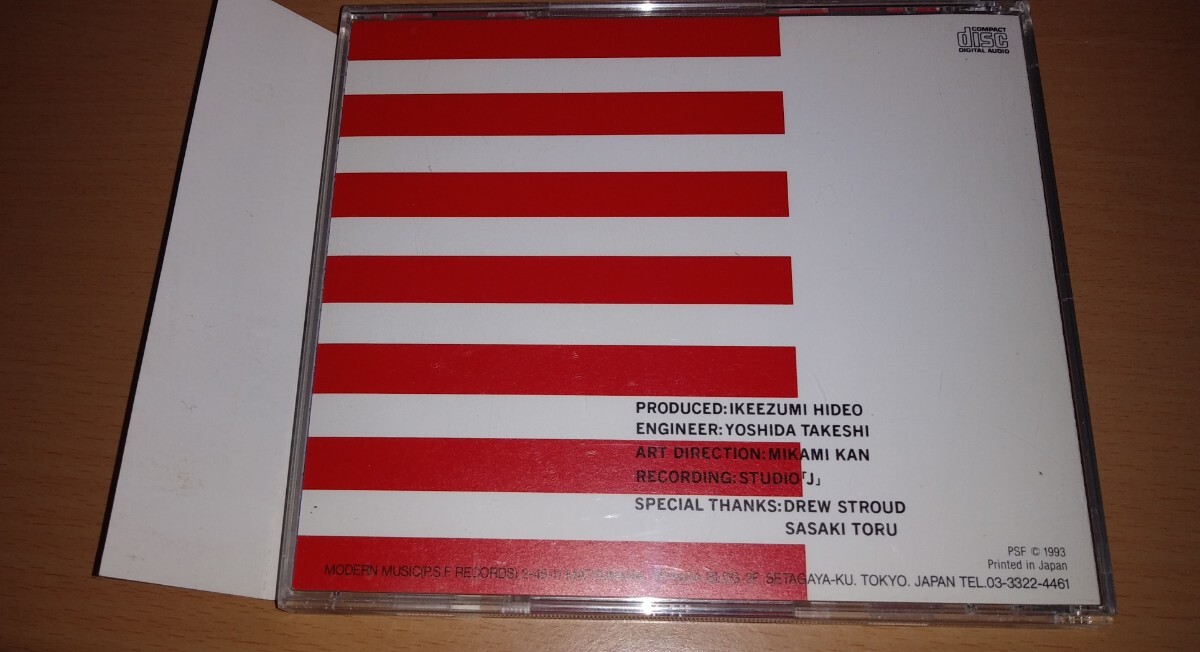 COMPACT
disc
DIGITAL AUDIO
PRODUCED:IKEEZUMI HIDEO
ENGINEER:YOSHIDA TAKESHI
ART DIRECTION:MIKAMI KAN
RECORDING:STUDIO「J」
SPECIAL THANKS:DREW STROUD
SASAKI TORU
PSF © 1993
Printed in Japan
MODERN MUSIC(P.S.F. RECORDS) BLDG. 2F, SETAGAYA-KU. TOKYO. JAPAN TEL.03-3322-4461